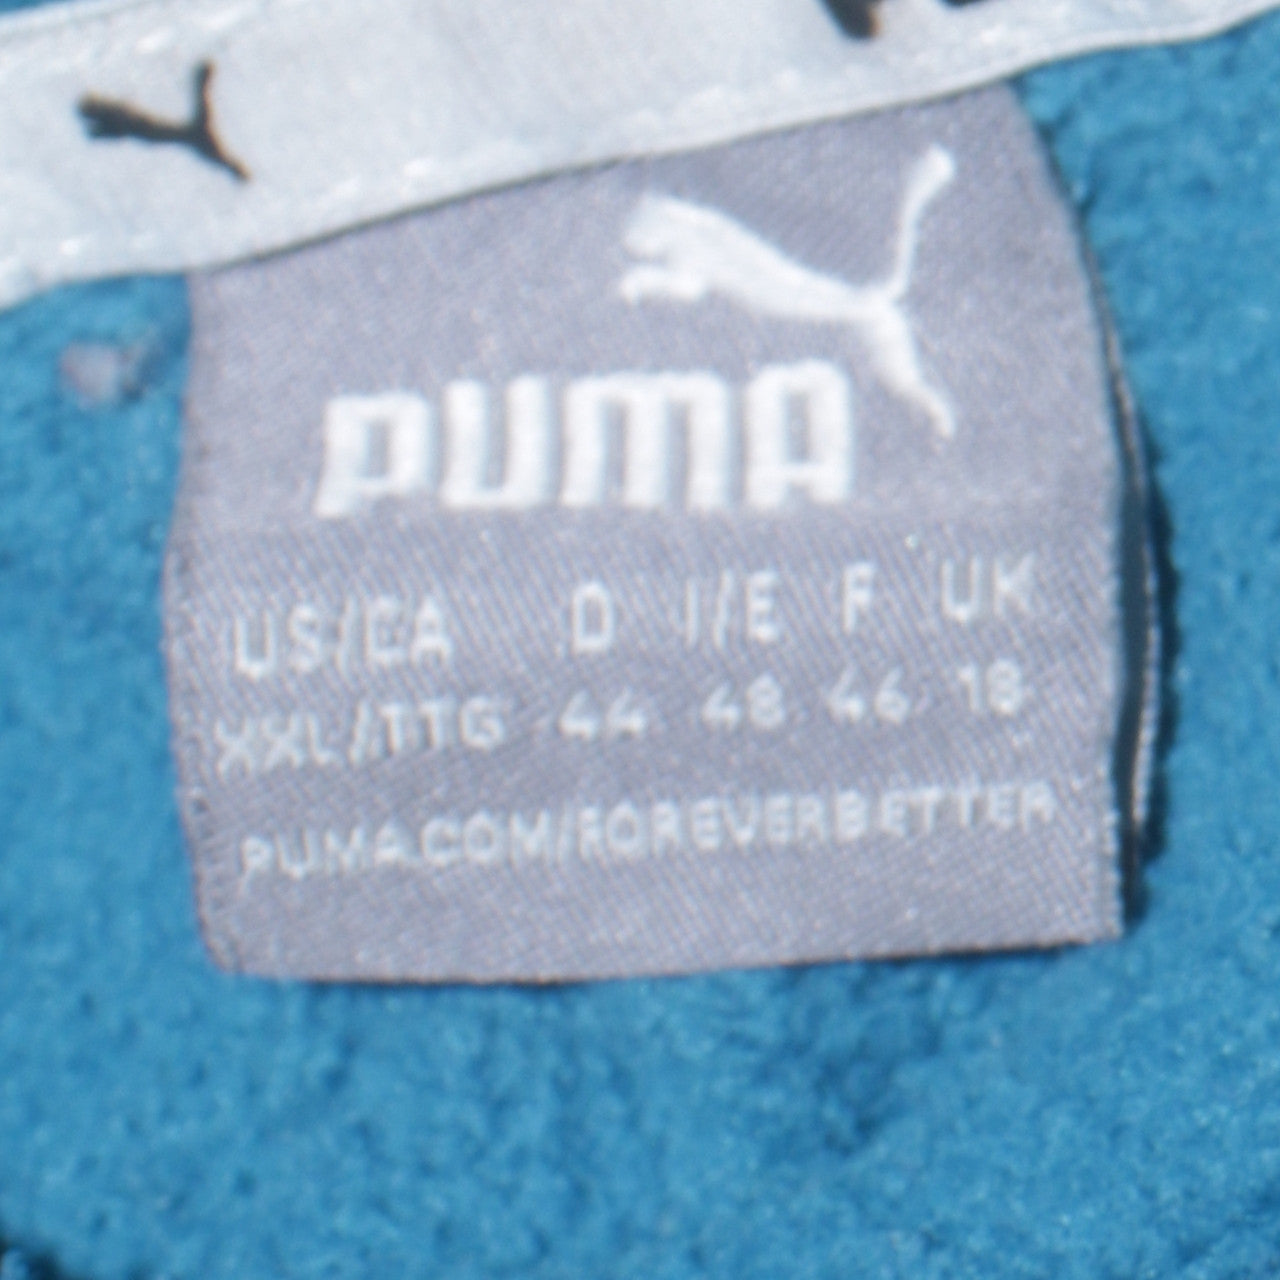 PUMA
US/CA D I/E F UK
XXL/TTG 44 48 46 18
PUMA.COM/FOREVERBETTER